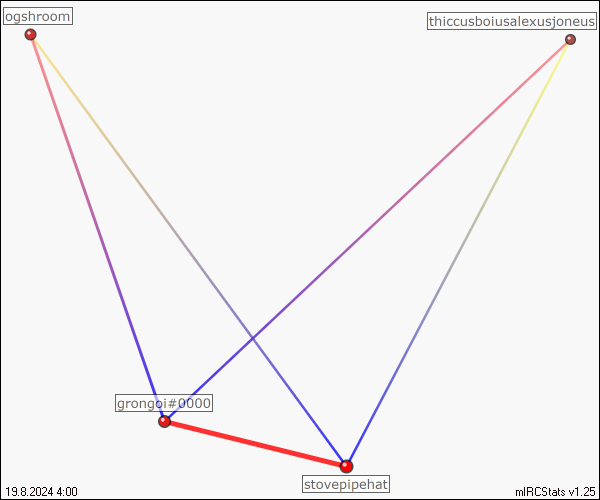 ogshroom
thiccusboiusalexusjoneus
grongoi#0000
stovepipehat
19.8.2024 4:00
mIRCStats v1.25